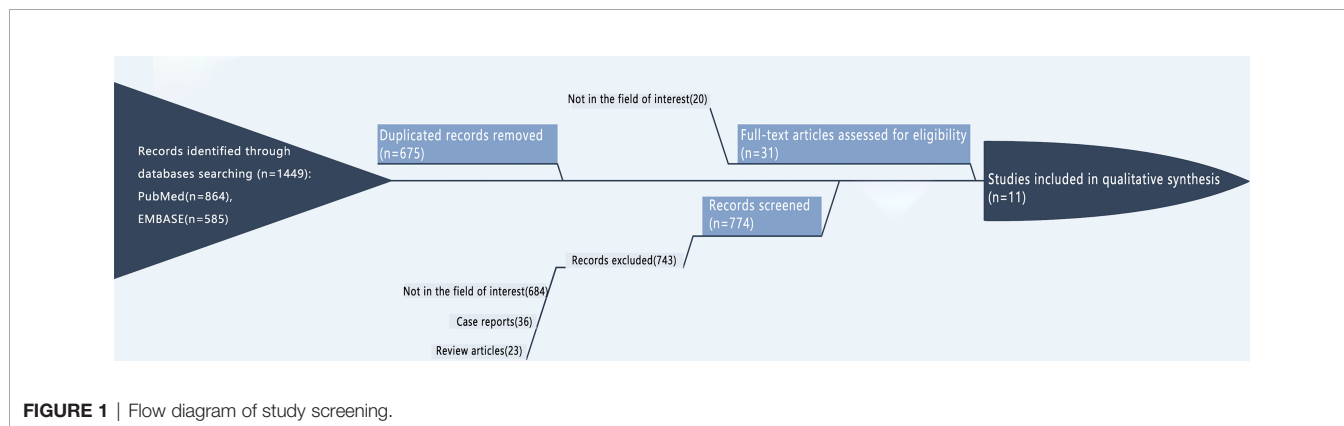 Records identified through
databases searching (n=1449):
PubMed(n=864),
EMBASE(n=585)
Duplicated records removed
(n=675)
Not in the field of interest(20)
Full-text articles assessed for eligibility
(n=31)
Records screened
(n=774)
Records excluded(743)
Not in the field of interest(684)
Case reports(36)
Review articles(23)
Studies included in qualitative synthesis
(n=11)
FIGURE 1 | Flow diagram of study screening.